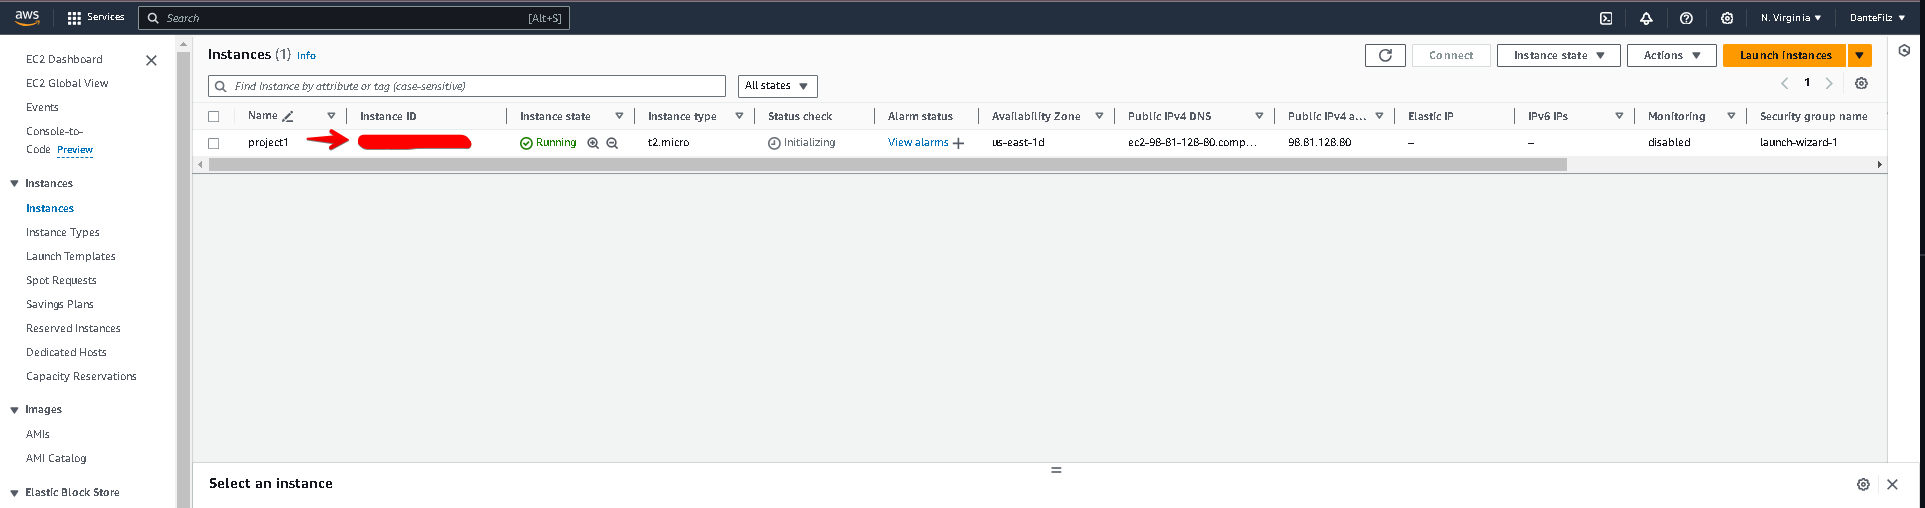 aws Services Search [Alt+S] N. Virginia DanteFilz
EC2 Dashboard
EC2 Global View
Events
Console-to-
Code Preview
Instances
Instances
Instance Types
Launch Templates
Spot Requests
Savings Plans
Reserved Instances
Dedicated Hosts
Capacity Reservations
Images
AMIs
AMI Catalog
Elastic Block Store
Instances (1) Info Connect Instance state Actions Launch instances
Find Instance by attribute or tag (case-sensitive) All states 1
Name Instance ID Instance state Instance type Status check Alarm status Availability Zone Public IPv4 DNS Public IPv4 a... Elastic IP IPv6 IPs Monitoring Security group name
project1 Running t2.micro Initializing View alarms + us-east-1d ec2-98-81-128-80.comp... 98.81.128.80 – – disabled launch-wizard-1
Select an instance